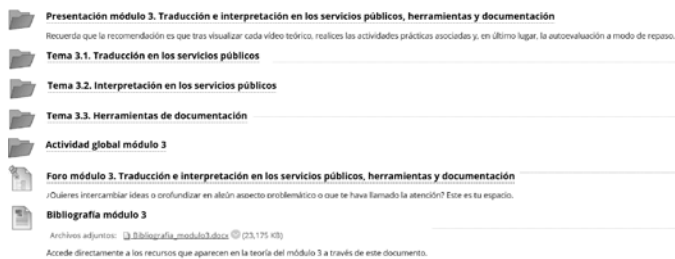 Presentación módulo 3. Traducción e interpretación en los servicios públicos, herramientas y documentación
Recuerda que la recomendación es que tras visualizar cada vídeo teórico, realices las actividades prácticas asociadas y, en último lugar, la autoevaluación a modo de repaso.
Tema 3.1. Traducción en los servicios públicos
Tema 3.2. Interpretación en los servicios públicos
Tema 3.3. Herramientas de documentación
Actividad global módulo 3
Foro módulo 3. Traducción e interpretación en los servicios públicos, herramientas y documentación
¿Quieres intercambiar ideas o profundizar en algún aspecto problemático o que te haya llamado la atención? Este es tu espacio.
Bibliografía módulo 3
Archivos adjuntos: Bibliografía_modulo3.docx (23,175 KB)
Accede directamente a los recursos que aparecen en la teoría del módulo 3 a través de este documento.